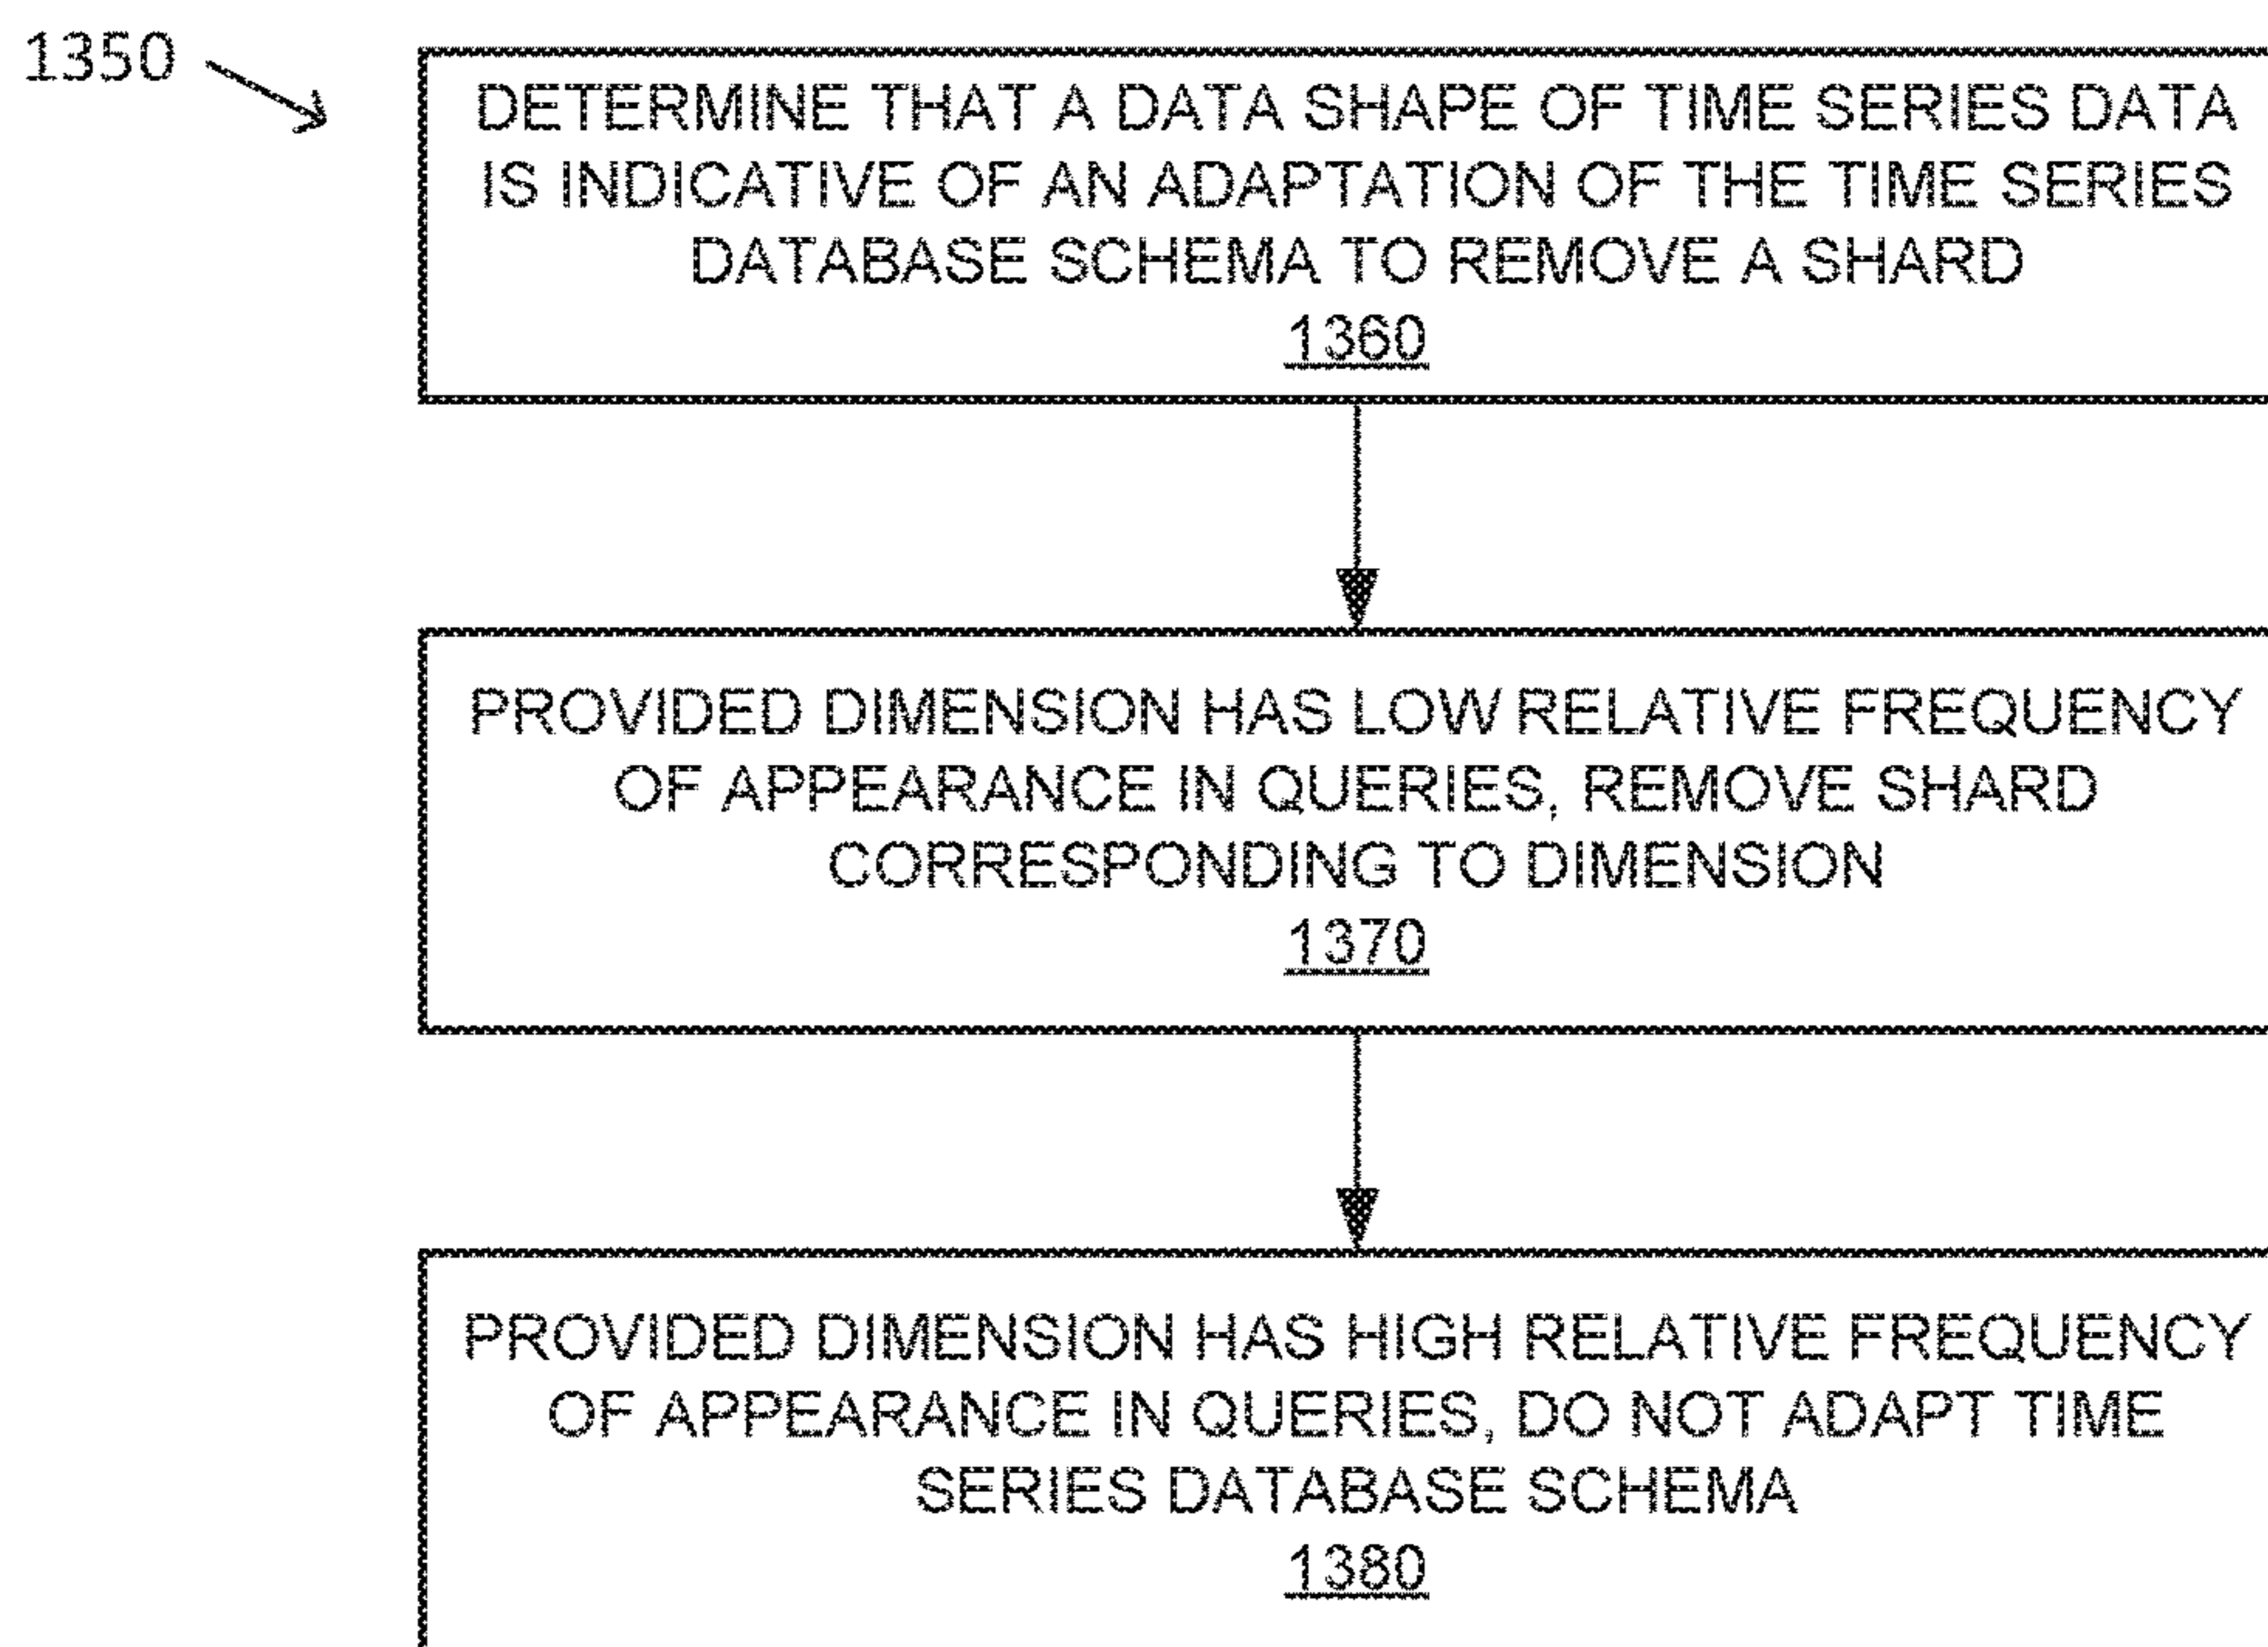 1350
DETERMINE THAT A DATA SHAPE OF TIME SERIES DATA
IS INDICATIVE OF AN ADAPTATION OF THE TIME SERIES
DATABASE SCHEMA TO REMOVE A SHARD
1360
PROVIDED DIMENSION HAS LOW RELATIVE FREQUENCY
OF APPEARANCE IN QUERIES, REMOVE SHARD
CORRESPONDING TO DIMENSION
1370
PROVIDED DIMENSION HAS HIGH RELATIVE FREQUENCY
OF APPEARANCE IN QUERIES, DO NOT ADAPT TIME
SERIES DATABASE SCHEMA
1380